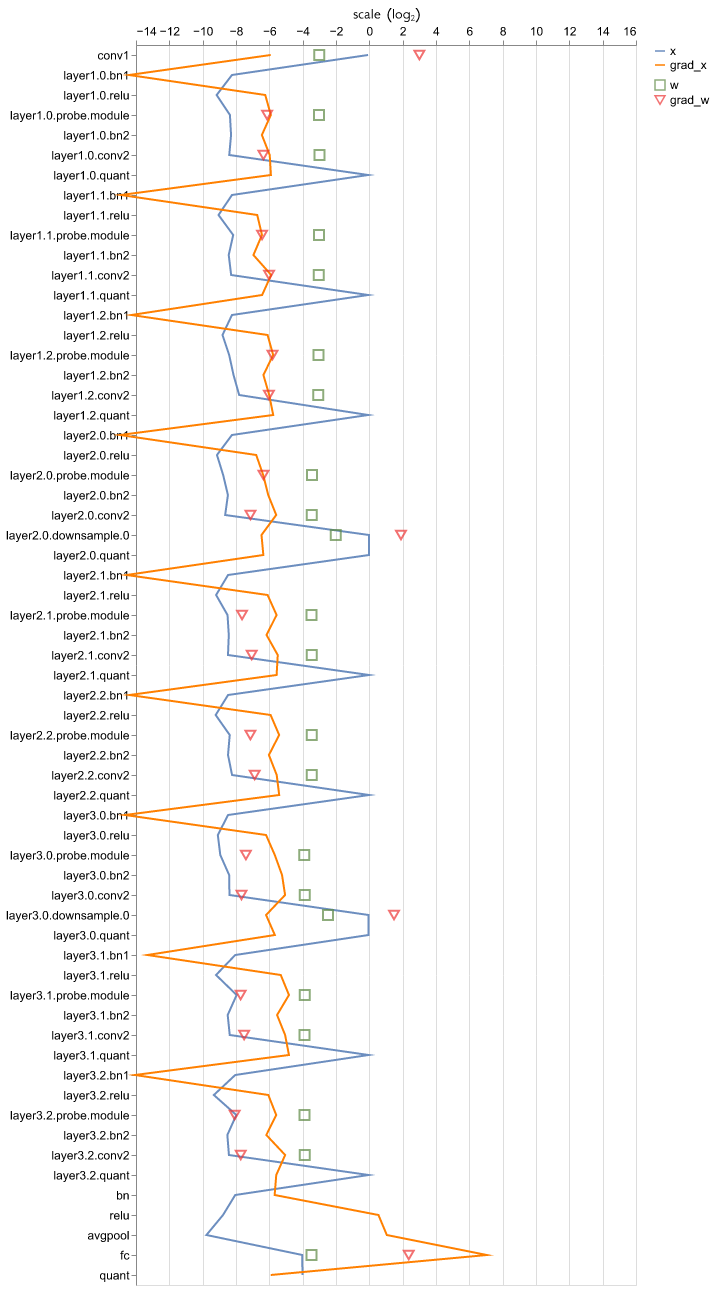 scale (log₂)
−14 −12 −10 −8 −6 −4 −2 0 2 4 6 8 10 12 14 16
x
grad_x
w
grad_w
conv1
layer1.0.bn1
layer1.0.relu
layer1.0.probe.module
layer1.0.bn2
layer1.0.conv2
layer1.0.quant
layer1.1.bn1
layer1.1.relu
layer1.1.probe.module
layer1.1.bn2
layer1.1.conv2
layer1.1.quant
layer1.2.bn1
layer1.2.relu
layer1.2.probe.module
layer1.2.bn2
layer1.2.conv2
layer1.2.quant
layer2.0.bn1
layer2.0.relu
layer2.0.probe.module
layer2.0.bn2
layer2.0.conv2
layer2.0.downsample.0
layer2.0.quant
layer2.1.bn1
layer2.1.relu
layer2.1.probe.module
layer2.1.bn2
layer2.1.conv2
layer2.1.quant
layer2.2.bn1
layer2.2.relu
layer2.2.probe.module
layer2.2.bn2
layer2.2.conv2
layer2.2.quant
layer3.0.bn1
layer3.0.relu
layer3.0.probe.module
layer3.0.bn2
layer3.0.conv2
layer3.0.downsample.0
layer3.0.quant
layer3.1.bn1
layer3.1.relu
layer3.1.probe.module
layer3.1.bn2
layer3.1.conv2
layer3.1.quant
layer3.2.bn1
layer3.2.relu
layer3.2.probe.module
layer3.2.bn2
layer3.2.conv2
layer3.2.quant
bn
relu
avgpool
fc
quant